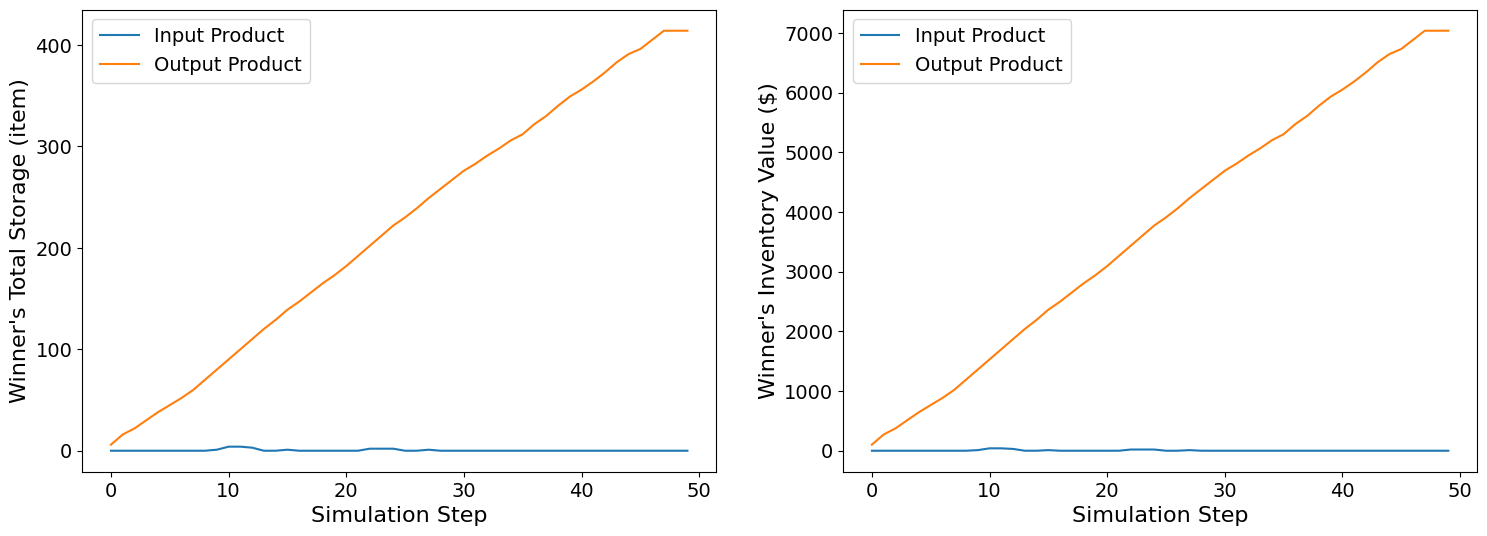 Winner's Total Storage (item)
400
300
200
100
0
Input Product
Output Product
0 10 20 30 40 50
Simulation Step
Winner's Inventory Value ($)
7000
6000
5000
4000
3000
2000
1000
0
Input Product
Output Product
0 10 20 30 40 50
Simulation Step